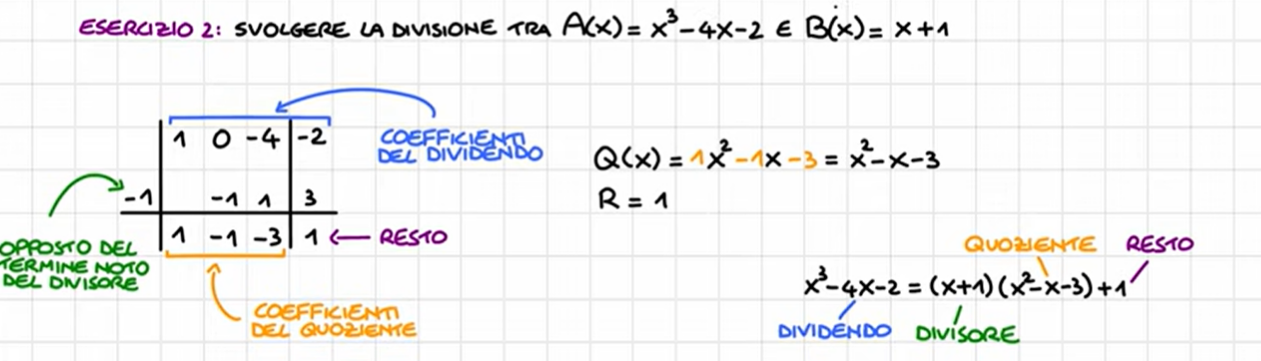 ESERCIZIO 2: SVOLGERE LA DIVISIONE TRA A(x) = x³-4x-2 E B(x) = x+1
1 0 -4 -2
COEFFICIENTI
DEL DIVIDENDO
-1 -1 1 3
1 -1 -3 1 ← RESTO
OPPOSTO DEL
TERMINE NOTO
DEL DIVISORE
COEFFICIENTI
DEL QUOZIENTE
Q(x) = 1x²-1x-3 = x²-x-3
R = 1
QUOZIENTE RESTO
x³-4x-2 = (x+1)(x²-x-3)+1
DIVIDENDO DIVISORE